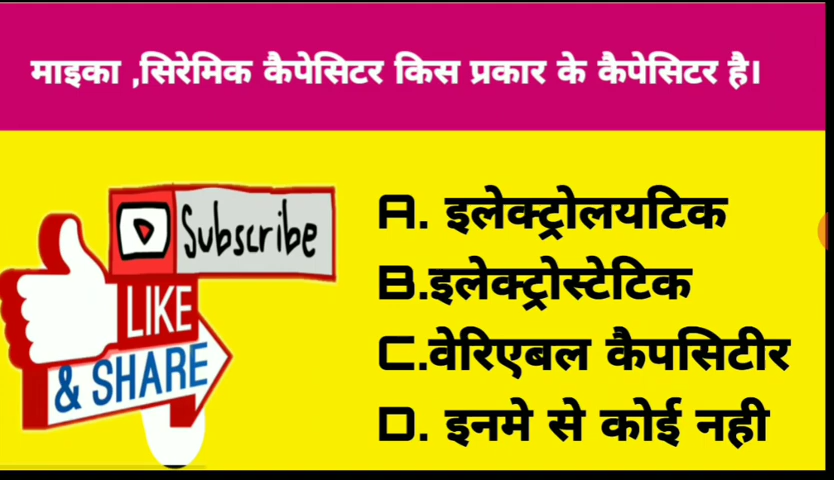 माइका ,सिरेमिक कैपेसिटर किस प्रकार के कैपेसिटर है।
Subscribe
LIKE
& SHARE
A. इलेक्ट्रोलयटिक
B.इलेक्ट्रोस्टेटिक
C.वेरिएबल कैपसिटीर
D. इनमे से कोई नही